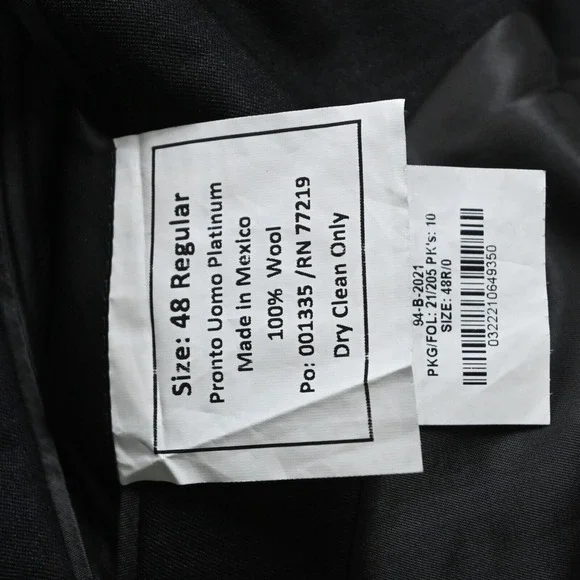 Size: 48 Regular
Pronto Uomo Platinum
Made in Mexico
100% Wool
Po: 001335 /RN 77219
Dry Clean Only
94-B-2021
PKG/FOL: 21/205 PK's: 10
SIZE: 48R/0
0322210649350